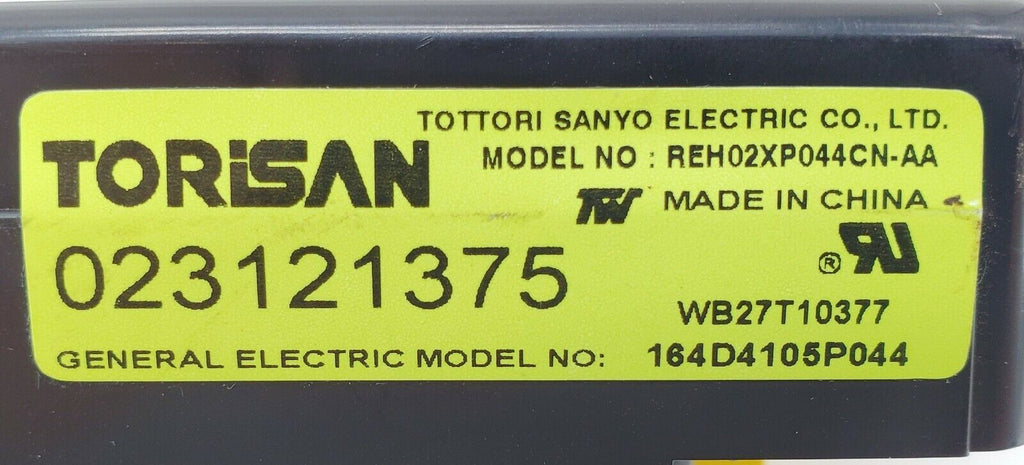 TOTTORI SANYO ELECTRIC CO., LTD.
TORiSAN
MODEL NO : REH02XP044CN-AA
MADE IN CHINA
023121375
®
WB27T10377
GENERAL ELECTRIC MODEL NO: 164D4105P044